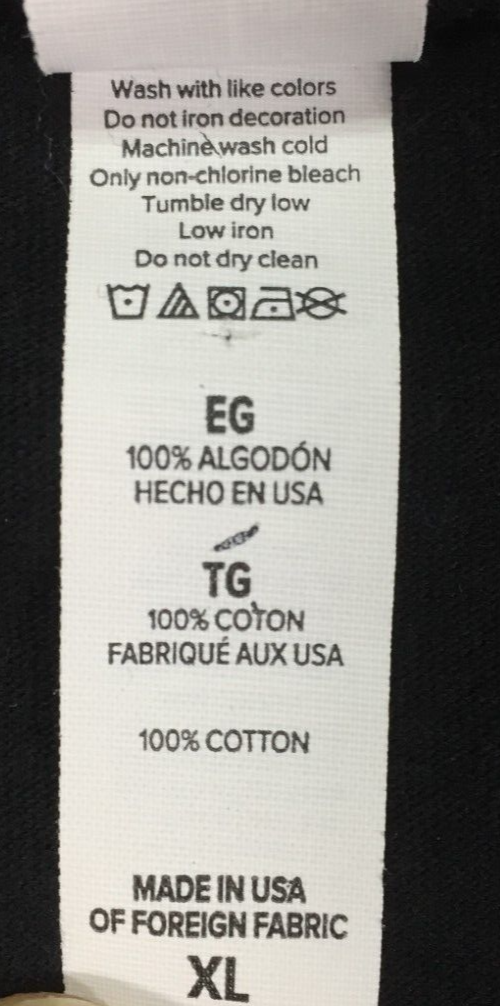 Wash with like colors
Do not iron decoration
Machine wash cold
Only non-chlorine bleach
Tumble dry low
Low iron
Do not dry clean
EG
100% ALGODÓN
HECHO EN USA
TG
100% COTON
FABRIQUÉ AUX USA
100% COTTON
MADE IN USA
OF FOREIGN FABRIC
XL